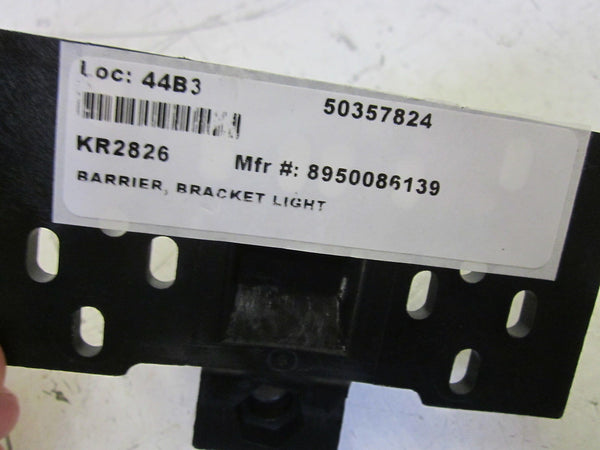 Loc: 44B3
50357824
KR2826
Mfr #: 8950086139
BARRIER, BRACKET LIGHT